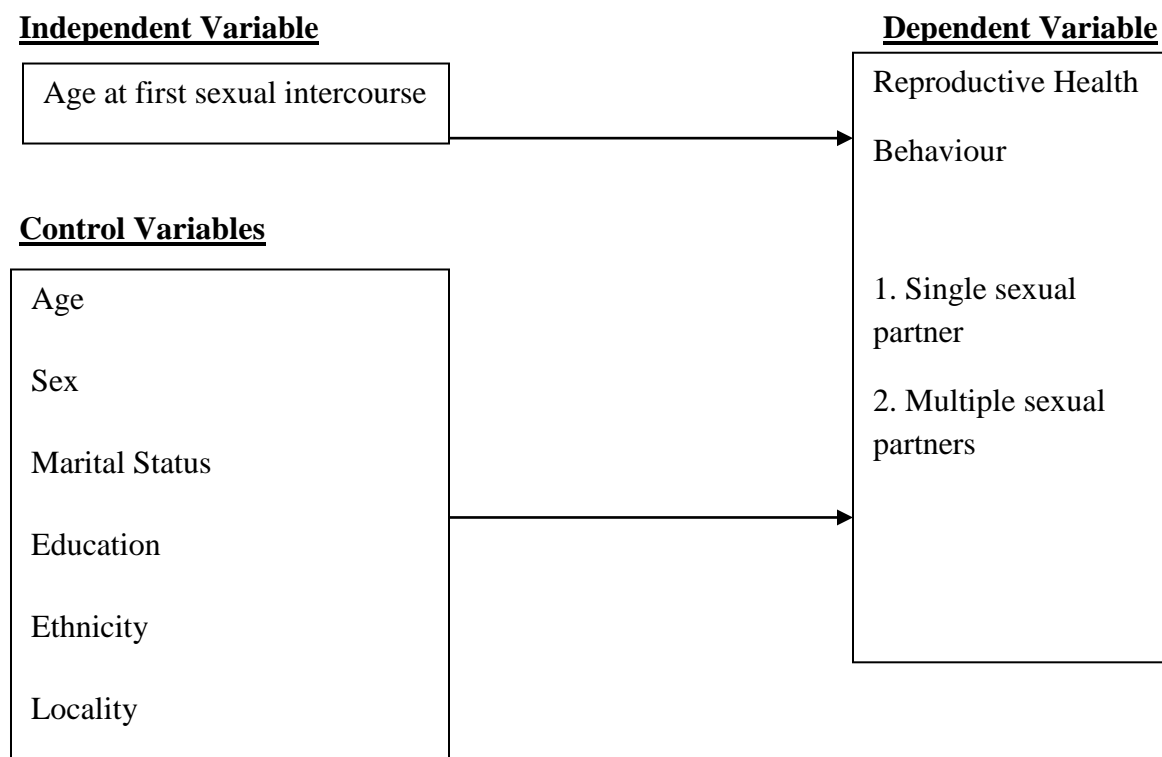 Independent Variable
Age at first sexual intercourse
Control Variables
Age
Sex
Marital Status
Education
Ethnicity
Locality
Dependent Variable
Reproductive Health
Behaviour
1. Single sexual
partner
2. Multiple sexual
partners